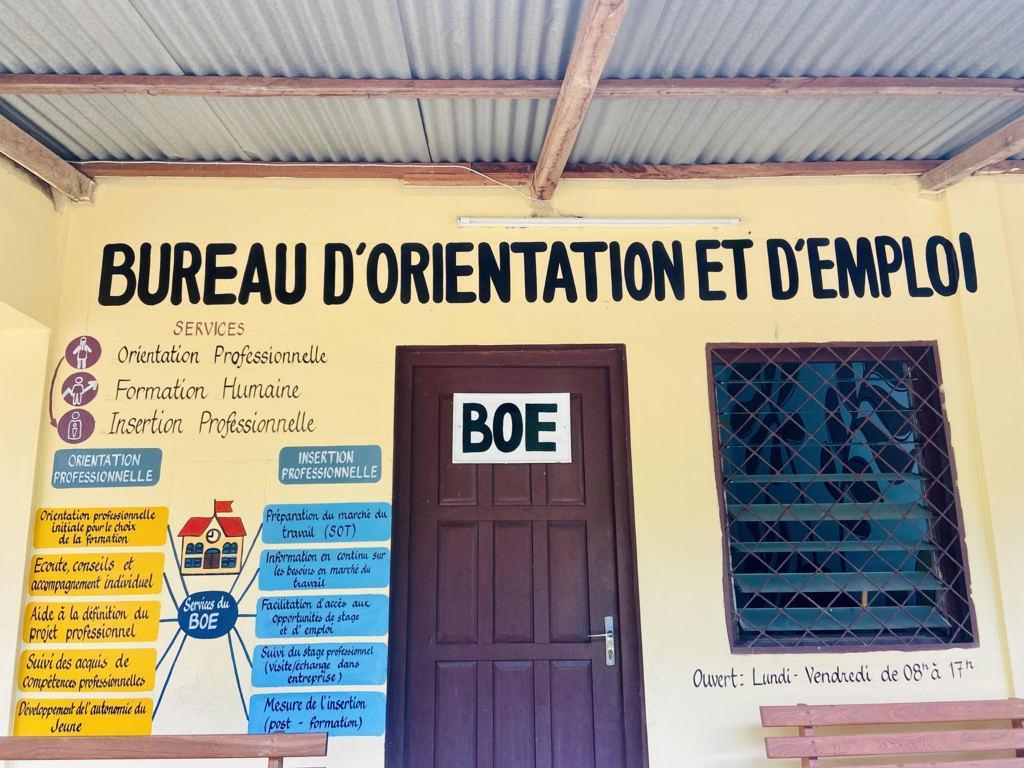 BUREAU D'ORIENTATION ET D'EMPLOI
SERVICES
Orientation Professionnelle
Formation Humaine
Insertion Professionnelle
ORIENTATION
PROFESSIONNELLE
Orientation professionnelle
initiale pour le choix
de la formation
Ecoute, conseils et
accompagnement individuel
Aide à la définition du
projet professionnel
Suivi des acquis de
compétences professionnelles
Développement de l'autonomie du
Jeune
Services du
BOE
INSERTION
PROFESSIONNELLE
Préparation du marché du
travail (SOT)
Information en continu sur
les besoins en marché du
travail
Facilitation d'accès aux
opportunités de stage
et d'emploi
Suivi du stage professionnel
(visite/échange dans
entreprise)
Mesure de l'insertion
(post - formation)
BOE
Ouvert: Lundi - Vendredi de 08h à 17h